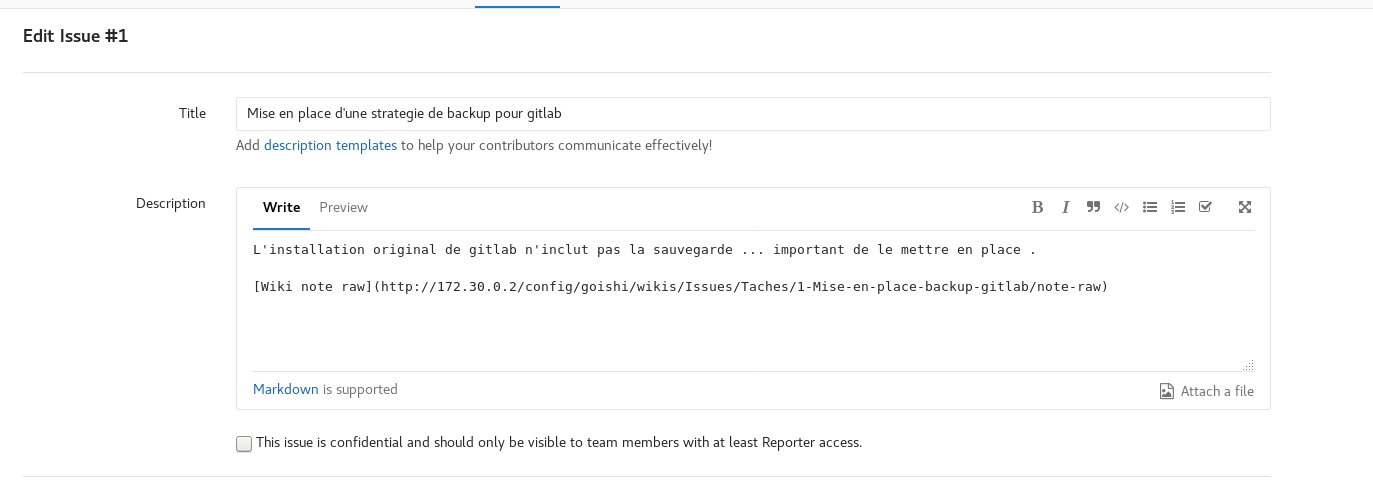 Edit Issue #1
Title
Mise en place d'une strategie de backup pour gitlab
Add description templates to help your contributors communicate effectively!
Description
Write Preview
L'installation original de gitlab n'inclut pas la sauvegarde ... important de le mettre en place .
[Wiki note raw](http://172.30.0.2/config/goishi/wikis/Issues/Taches/1-Mise-en-place-backup-gitlab/note-raw)
Markdown is supported
Attach a file
This issue is confidential and should only be visible to team members with at least Reporter access.